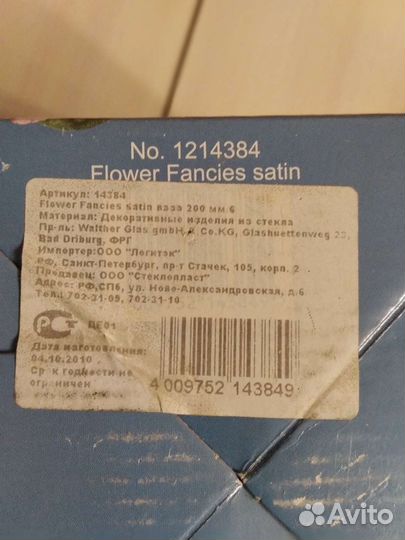 No. 1214384
Flower Fancies satin
Артикул: 14384
Flower Fancies satin ваза 200 мм 6
Материал: Декоративные изделия из стекла
Пр-ль: Walther Glas gmbH & Co.KG, Glashuettenweg 23,
Bad Driburg, ФРГ
Импортер:ООО "Логитэк"
РФ, Санкт-Петербург, пр-т Стачек, 105, корп. 2
Продавец: ООО "Стеклопласт"
Адрес: РФ,СПб, ул. Ново-Александровская, д.6
Тел.: 702-31-09, 702-31-10
РСТ ДЕ01
Дата изготовления:
04.10.2010
Срок годности не
ограничен
4 009752 143849
Avito